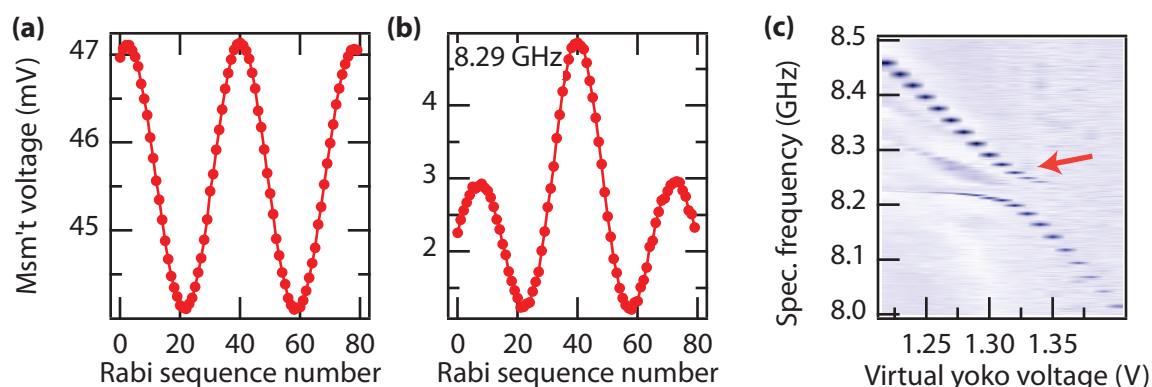 (a)
Msm't voltage (mV)
47
46
45
0 20 40 60 80
Rabi sequence number
(b)
8.29 GHz
4
3
2
0 20 40 60 80
Rabi sequence number
(c)
Spec. frequency (GHz)
8.5
8.4
8.3
8.2
8.1
8.0
1.25 1.30 1.35
Virtual yoko voltage (V)